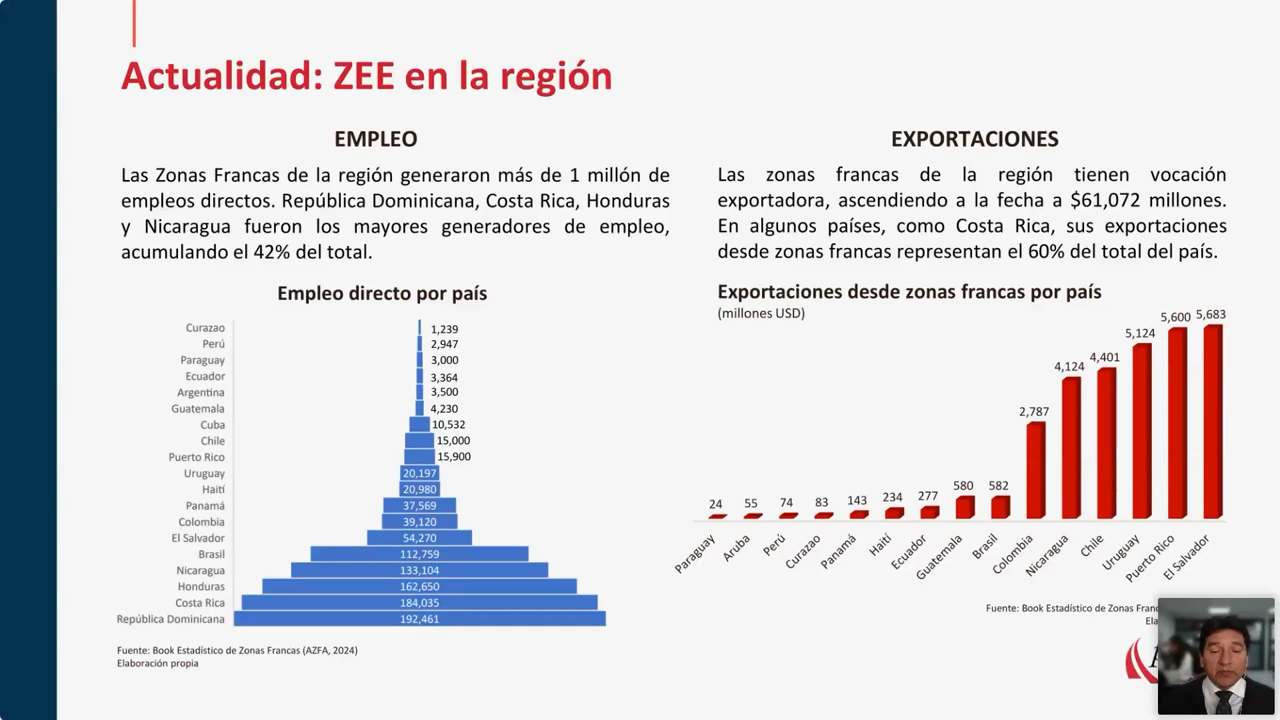 Actualidad: ZEE en la región
EMPLEO
Las Zonas Francas de la región generaron más de 1 millón de
empleos directos. República Dominicana, Costa Rica, Honduras
y Nicaragua fueron los mayores generadores de empleo,
acumulando el 42% del total.
Empleo directo por país
Curazao 1,239
Perú 2,947
Paraguay 3,000
Ecuador 3,364
Argentina 3,500
Guatemala 4,230
Cuba 10,532
Chile 15,000
Puerto Rico 15,900
Uruguay 20,197
Haití 20,980
Panamá 37,569
Colombia 39,120
El Salvador 54,270
Brasil 112,759
Nicaragua 133,104
Honduras 162,650
Costa Rica 184,035
República Dominicana 192,461
Fuente: Book Estadístico de Zonas Francas (AZFA, 2024)
Elaboración propia
EXPORTACIONES
Las zonas francas de la región tienen vocación
exportadora, ascendiendo a la fecha a $61,072 millones.
En algunos países, como Costa Rica, sus exportaciones
desde zonas francas representan el 60% del total del país.
Exportaciones desde zonas francas por país
(millones USD)
24 55 74 83 143 234 277 580 582 2,787 4,124 4,401 5,124 5,600 5,683
Paraguay Aruba Perú Curazao Panamá Haití Ecuador Guatemala Brasil Colombia Nicaragua Chile Uruguay Puerto Rico El Salvador
Fuente: Book Estadístico de Zonas